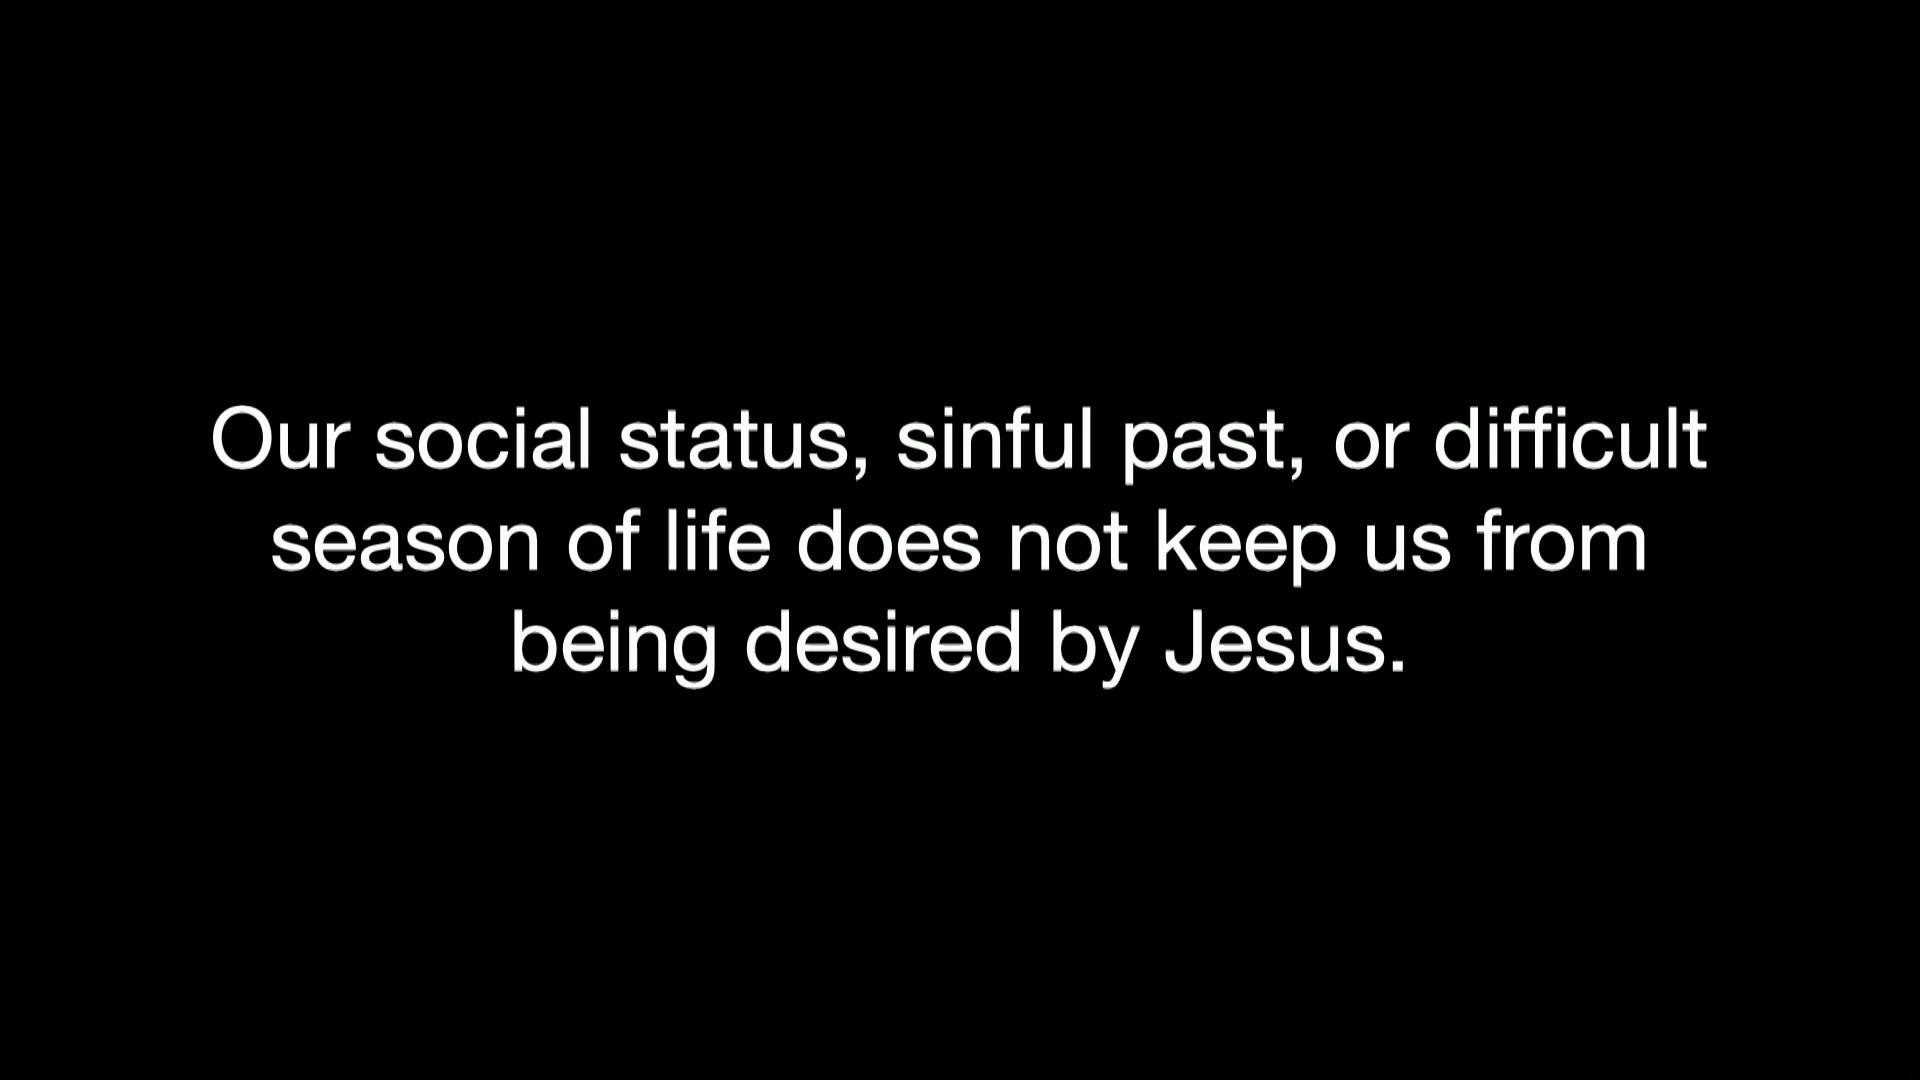 Our social status, sinful past, or difficult
season of life does not keep us from
being desired by Jesus.